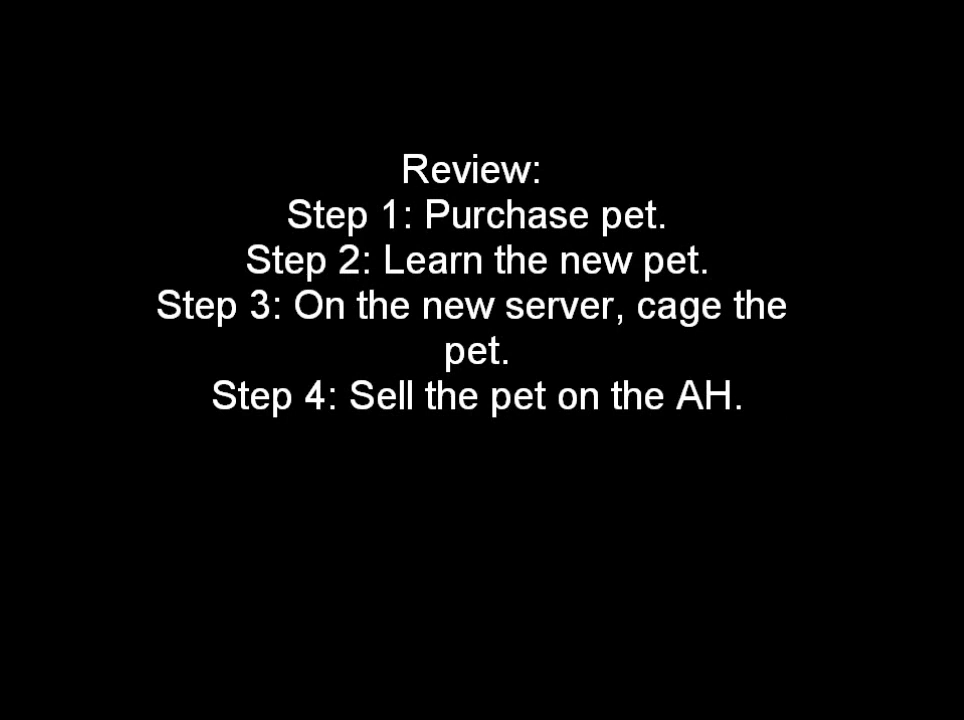 Review:
Step 1: Purchase pet.
Step 2: Learn the new pet.
Step 3: On the new server, cage the
pet.
Step 4: Sell the pet on the AH.